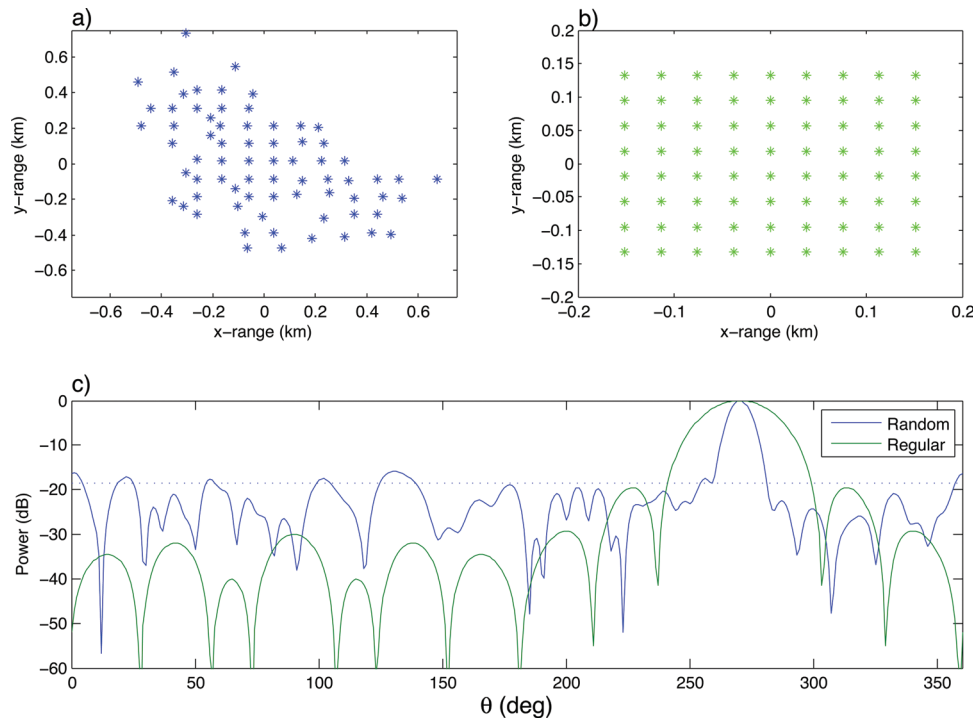 a)
0.6
0.4
0.2
0
−0.2
−0.4
−0.6
y−range (km)
−0.6 −0.4 −0.2 0 0.2 0.4 0.6
x−range (km)
b)
0.2
0.15
0.1
0.05
0
−0.05
−0.1
−0.15
−0.2
y−range (km)
−0.2 −0.1 0 0.1 0.2
x−range (km)
c)
0
−10
−20
−30
−40
−50
−60
Power (dB)
Random
Regular
0 50 100 150 200 250 300 350
θ (deg)